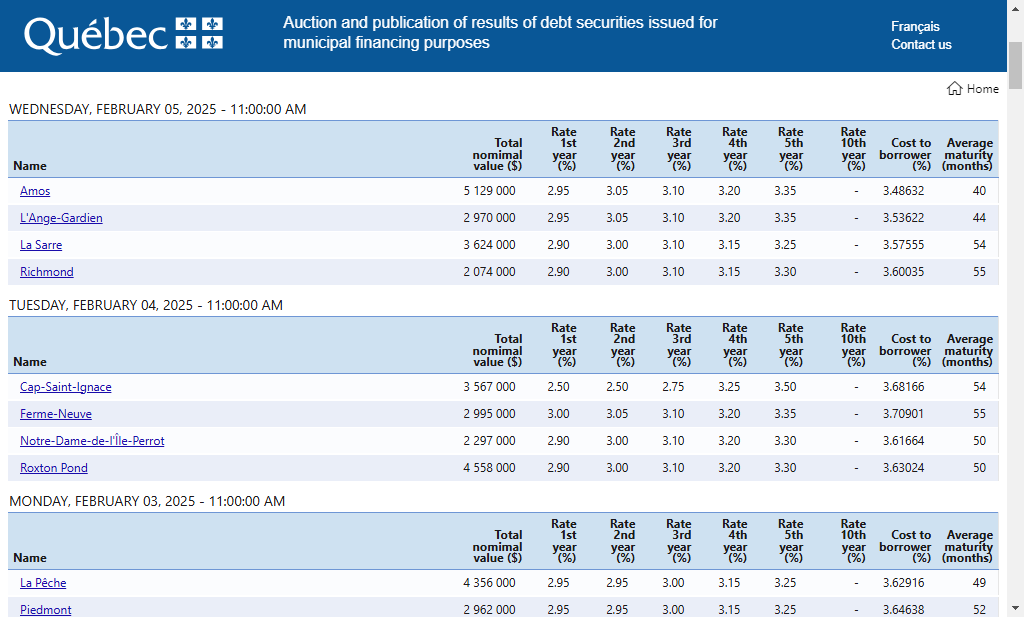 Québec
Auction and publication of results of debt securities issued for
municipal financing purposes
Français
Contact us
Home
WEDNESDAY, FEBRUARY 05, 2025 - 11:00:00 AM
Name Total nomimal value ($) Rate 1st year (%) Rate 2nd year (%) Rate 3rd year (%) Rate 4th year (%) Rate 5th year (%) Rate 10th year (%) Cost to borrower (%) Average maturity (months)
Amos 5 129 000 2.95 3.05 3.10 3.20 3.35 - 3.48632 40
L'Ange-Gardien 2 970 000 2.95 3.05 3.10 3.20 3.35 - 3.53622 44
La Sarre 3 624 000 2.90 3.00 3.10 3.15 3.25 - 3.57555 54
Richmond 2 074 000 2.90 3.00 3.10 3.15 3.30 - 3.60035 55
TUESDAY, FEBRUARY 04, 2025 - 11:00:00 AM
Name Total nomimal value ($) Rate 1st year (%) Rate 2nd year (%) Rate 3rd year (%) Rate 4th year (%) Rate 5th year (%) Rate 10th year (%) Cost to borrower (%) Average maturity (months)
Cap-Saint-Ignace 3 567 000 2.50 2.50 2.75 3.25 3.50 - 3.68166 54
Ferme-Neuve 2 995 000 3.00 3.05 3.10 3.20 3.35 - 3.70901 55
Notre-Dame-de-l'Île-Perrot 2 297 000 2.90 3.00 3.10 3.20 3.30 - 3.61664 50
Roxton Pond 4 558 000 2.90 3.00 3.10 3.20 3.30 - 3.63024 50
MONDAY, FEBRUARY 03, 2025 - 11:00:00 AM
Name Total nomimal value ($) Rate 1st year (%) Rate 2nd year (%) Rate 3rd year (%) Rate 4th year (%) Rate 5th year (%) Rate 10th year (%) Cost to borrower (%) Average maturity (months)
La Pêche 4 356 000 2.95 2.95 3.00 3.15 3.25 - 3.62916 49
Piedmont 2 962 000 2.95 2.95 3.00 3.15 3.25 - 3.64638 52